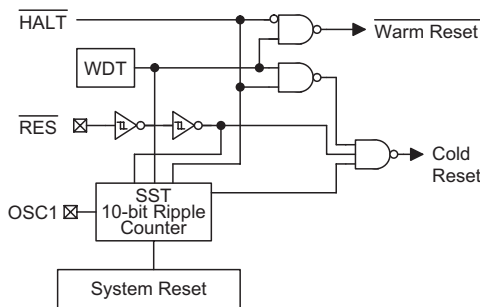 HALT
Warm Reset
WDT
RES
Cold
Reset
SST
OSC1
10-bit Ripple
Counter
System Reset